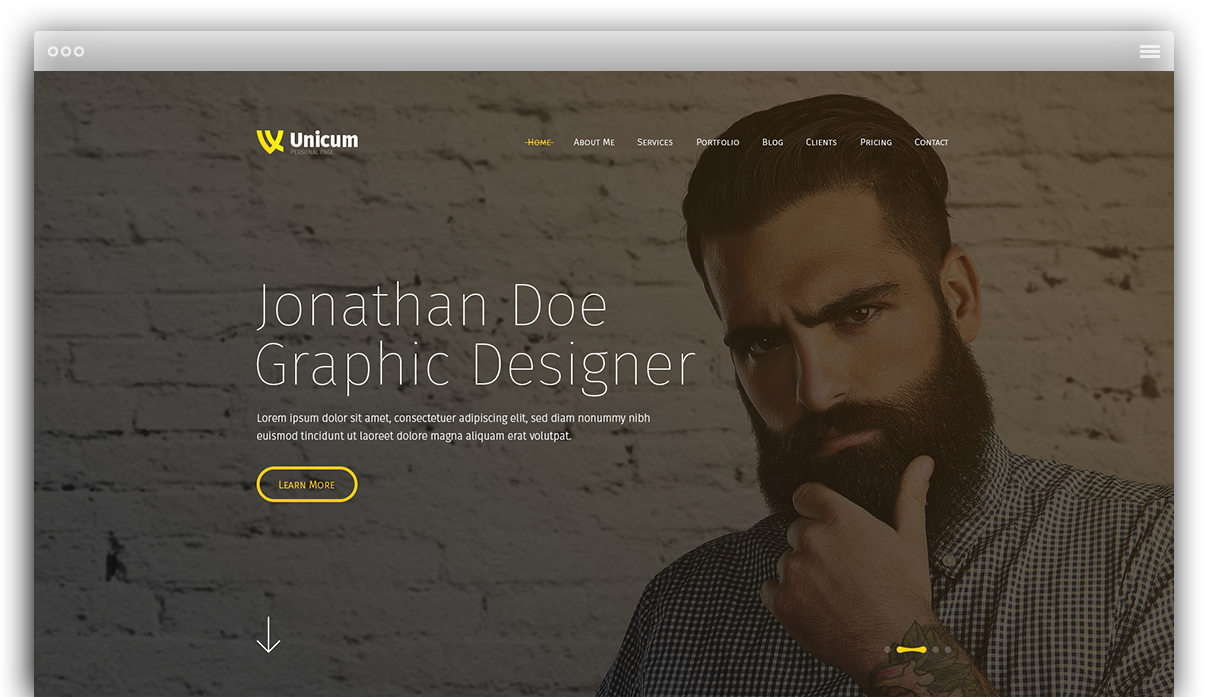 Unicum
Personal Page
Home About Me Services Portfolio Blog Clients Pricing Contact
Jonathan Doe
Graphic Designer
Lorem ipsum dolor sit amet, consectetuer adipiscing elit, sed diam nonummy nibh
euismod tincidunt ut laoreet dolore magna aliquam erat volutpat.
Learn More